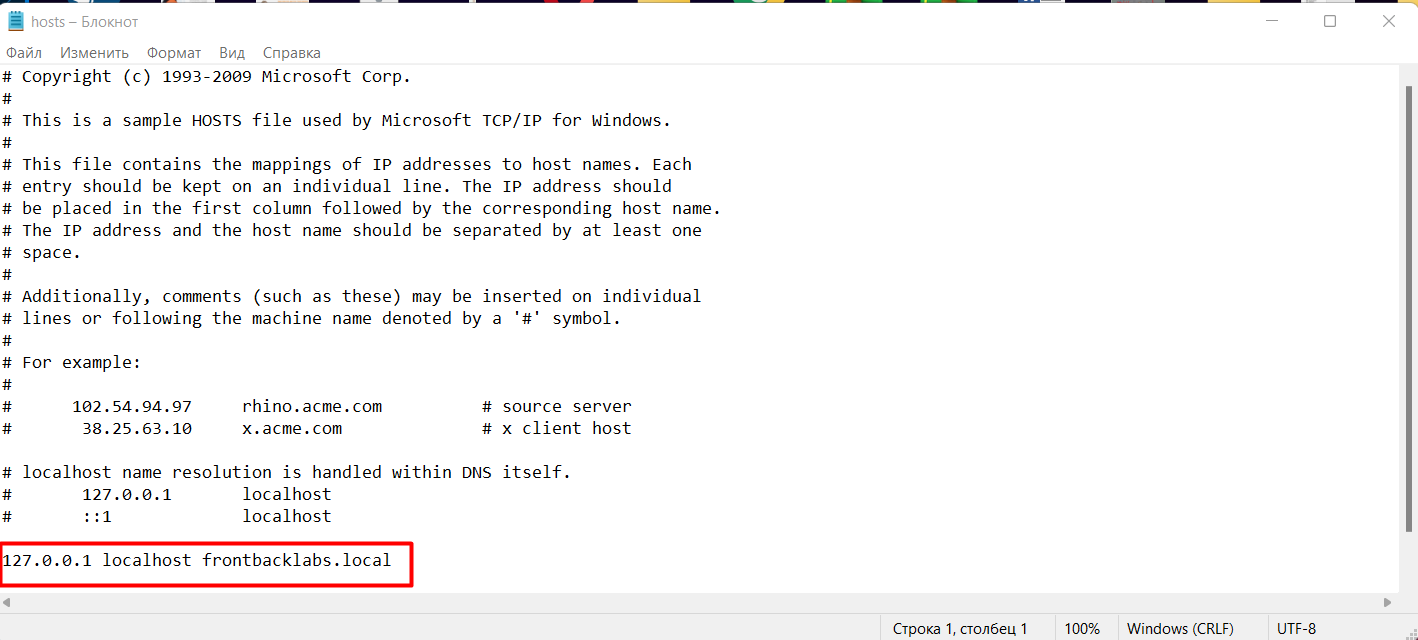 hosts – Блокнот
Файл Изменить Формат Вид Справка
# Copyright (c) 1993-2009 Microsoft Corp.
#
# This is a sample HOSTS file used by Microsoft TCP/IP for Windows.
#
# This file contains the mappings of IP addresses to host names. Each
# entry should be kept on an individual line. The IP address should
# be placed in the first column followed by the corresponding host name.
# The IP address and the host name should be separated by at least one
# space.
#
# Additionally, comments (such as these) may be inserted on individual
# lines or following the machine name denoted by a '#' symbol.
#
# For example:
#
#      102.54.94.97     rhino.acme.com          # source server
#       38.25.63.10     x.acme.com              # x client host

# localhost name resolution is handled within DNS itself.
#       127.0.0.1       localhost
#       ::1             localhost

127.0.0.1 localhost frontbacklabs.local
Строка 1, столбец 1 100% Windows (CRLF) UTF-8